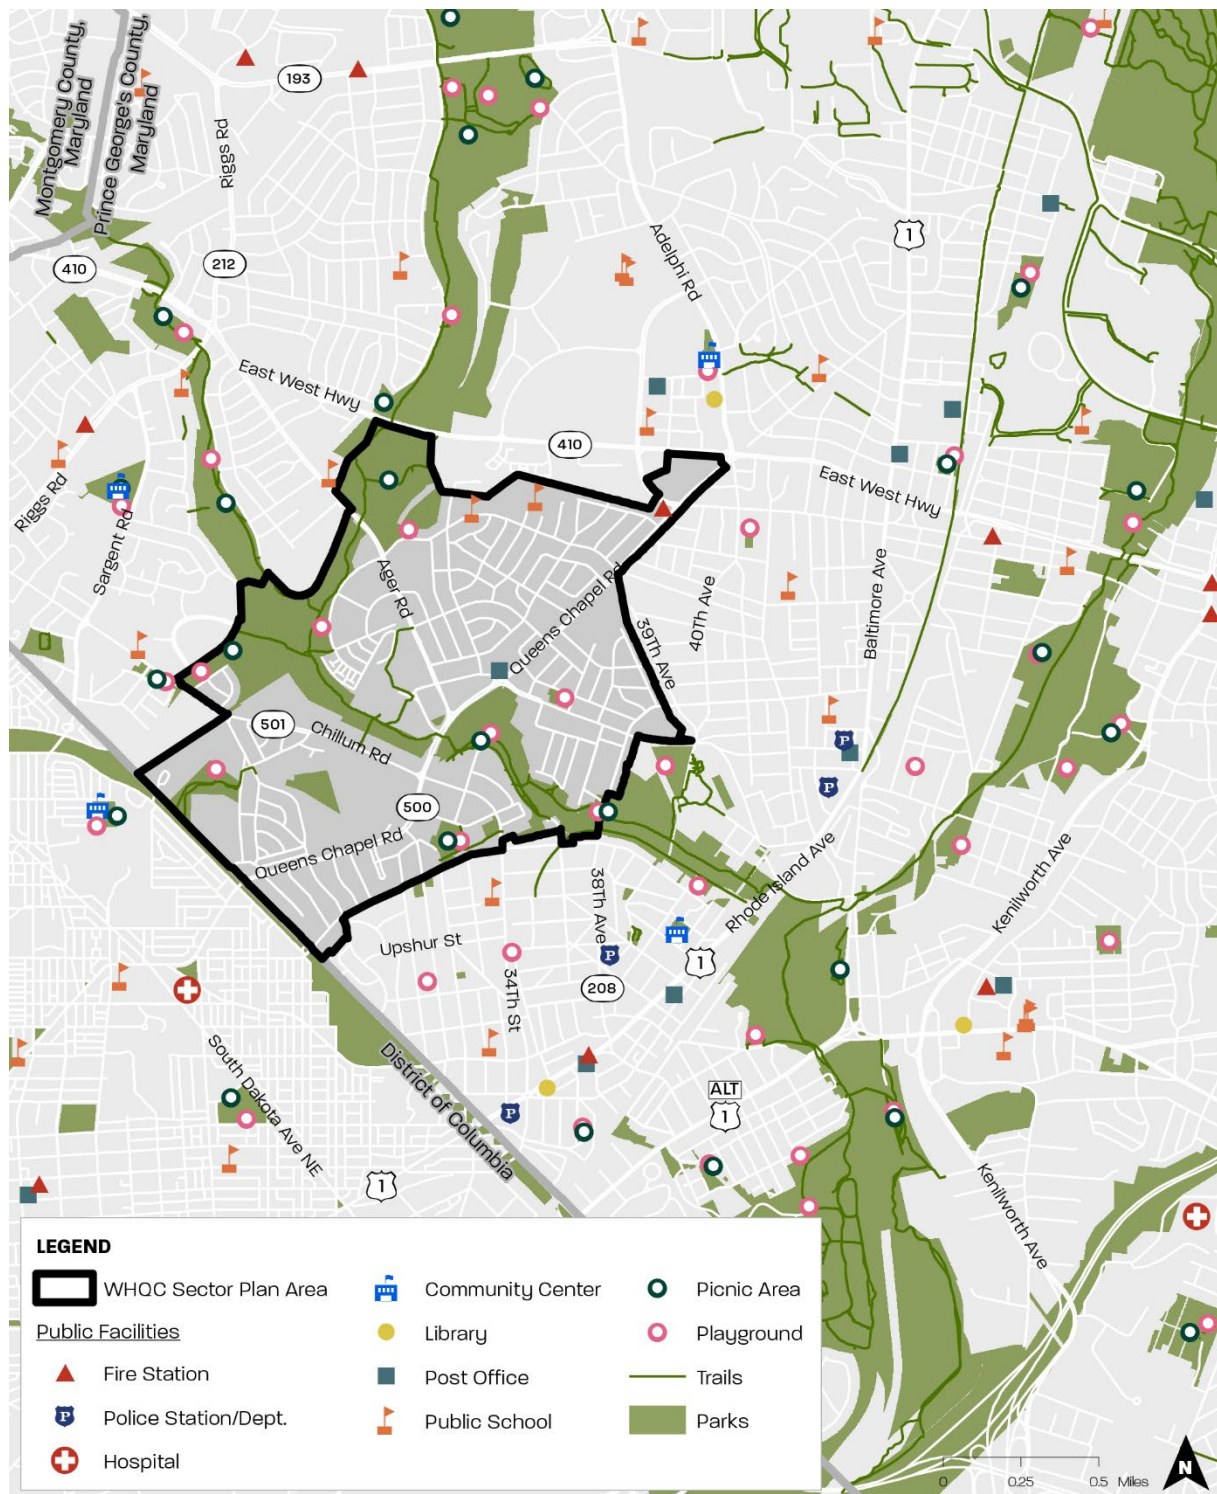 Montgomery County,
Maryland
Prince George's County,
Maryland
193
Riggs Rd
Adelphi Rd
1
410
212
East West Hwy
410
East West Hwy
Riggs Rd
Sargent Rd
Ager Rd
Queens Chapel Rd
40Th Ave
39Th Ave
Baltimore Ave
501
Chillum Rd
P
P
500
Queens Chapel Rd
Rhode Island Ave
Kenilworth Ave
38Th Ave
Upshur St
P
1
34Th St
208
South Dakota Ave NE
District of Columbia
ALT
1
P
1
Kenilworth Ave
LEGEND
WHQC Sector Plan Area
Community Center
Picnic Area
Public Facilities
Library
Playground
Fire Station
Post Office
Trails
P
Police Station/Dept.
Public School
Parks
Hospital
0 0.25 0.5 Miles
N